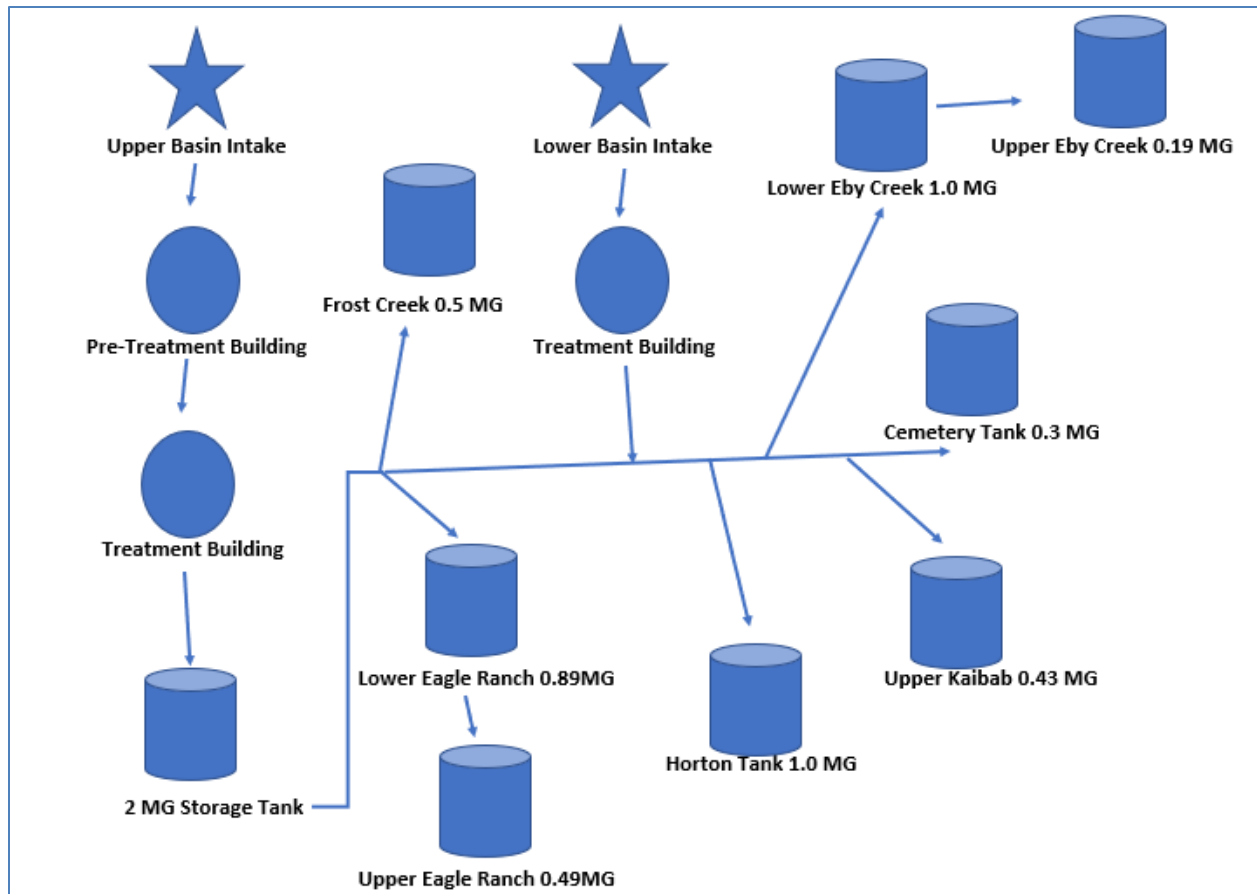 Upper Basin Intake
Lower Basin Intake
Upper Eby Creek 0.19 MG
Lower Eby Creek 1.0 MG
Frost Creek 0.5 MG
Pre-Treatment Building
Treatment Building
Cemetery Tank 0.3 MG
Treatment Building
Lower Eagle Ranch 0.89MG
Upper Kaibab 0.43 MG
Horton Tank 1.0 MG
2 MG Storage Tank
Upper Eagle Ranch 0.49MG